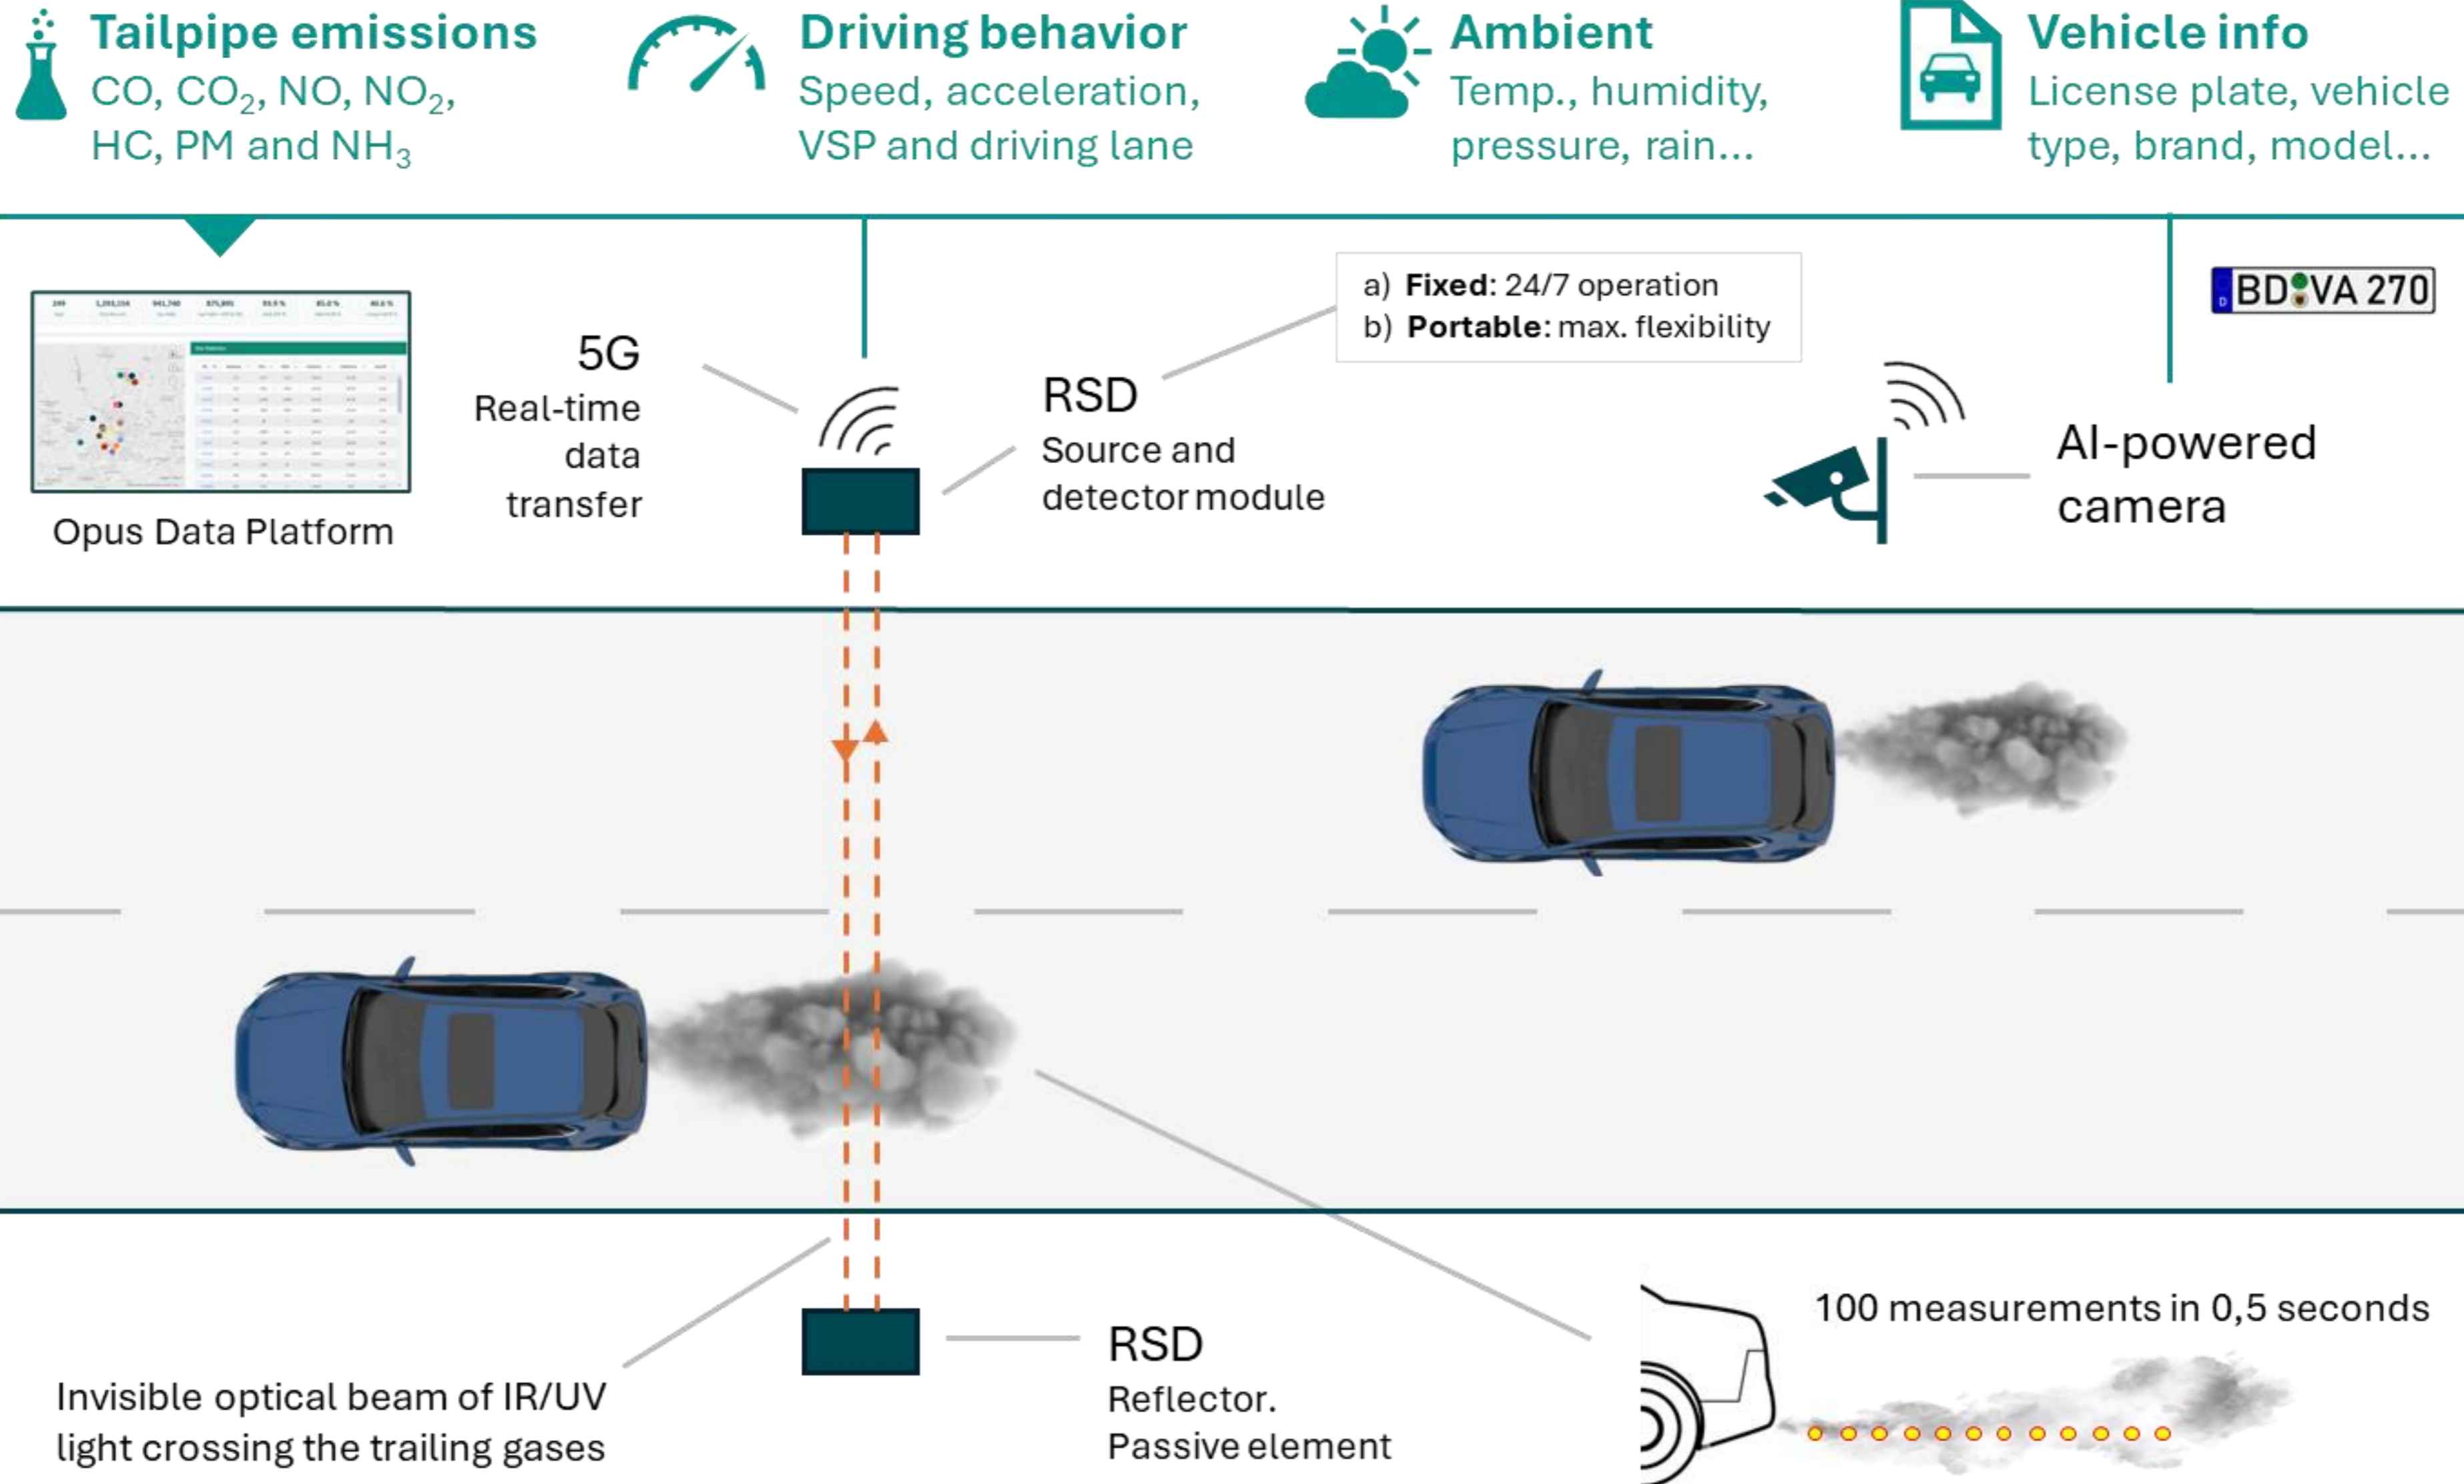 Tailpipe emissions
CO, CO₂, NO, NO₂,
HC, PM and NH₃
Driving behavior
Speed, acceleration,
VSP and driving lane
Ambient
Temp., humidity,
pressure, rain...
Vehicle info
License plate, vehicle
type, brand, model...
Opus Data Platform
5G
Real-time
data
transfer
RSD
Source and
detector module
a) Fixed: 24/7 operation
b) Portable: max. flexibility
D BD VA 270
AI-powered
camera
Invisible optical beam of IR/UV
light crossing the trailing gases
RSD
Reflector.
Passive element
100 measurements in 0,5 seconds